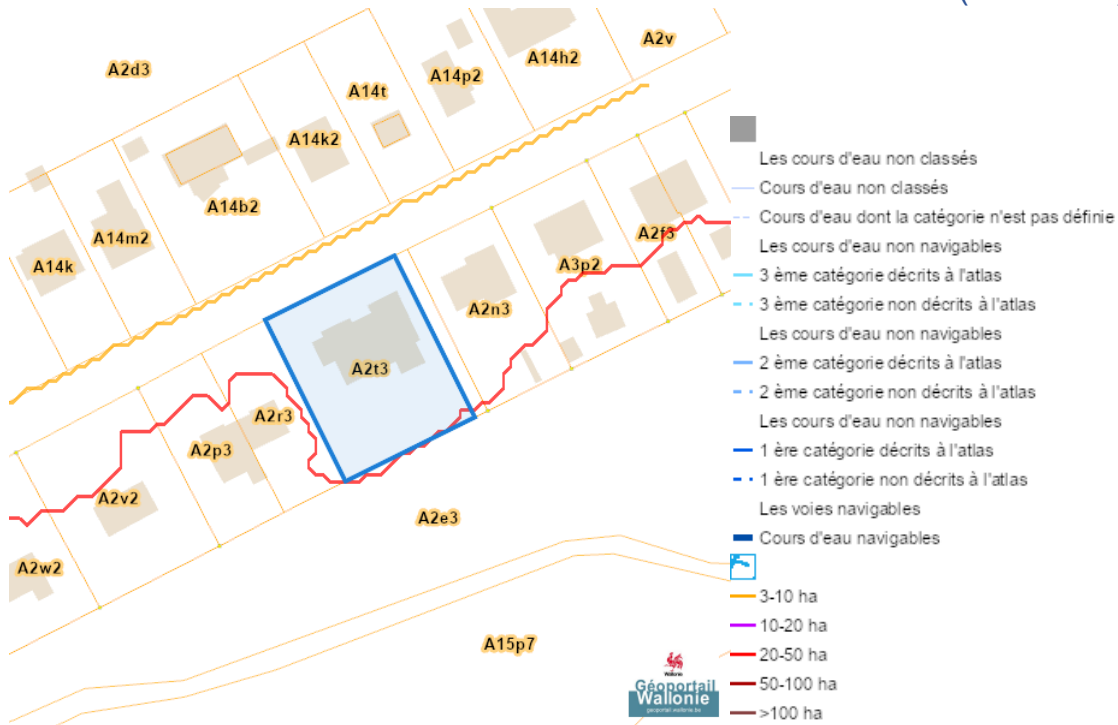 A2v
A14h2
A2d3
A14p2
A14t
A14k2
A14b2
A14m2
A14k
A2f3
A3p2
A2n3
A2t3
A2r3
A2p3
A2v2
A2e3
A2w2
A15p7
Les cours d'eau non classés
Cours d'eau non classés
Cours d'eau dont la catégorie n'est pas définie
Les cours d'eau non navigables
3 ème catégorie décrits à l'atlas
3 ème catégorie non décrits à l'atlas
Les cours d'eau non navigables
2 ème catégorie décrits à l'atlas
2 ème catégorie non décrits à l'atlas
Les cours d'eau non navigables
1 ère catégorie décrits à l'atlas
1 ère catégorie non décrits à l'atlas
Les voies navigables
Cours d'eau navigables
3-10 ha
10-20 ha
20-50 ha
50-100 ha
>100 ha
Wallonie
Géoportail
Wallonie
geoportail.wallonie.be